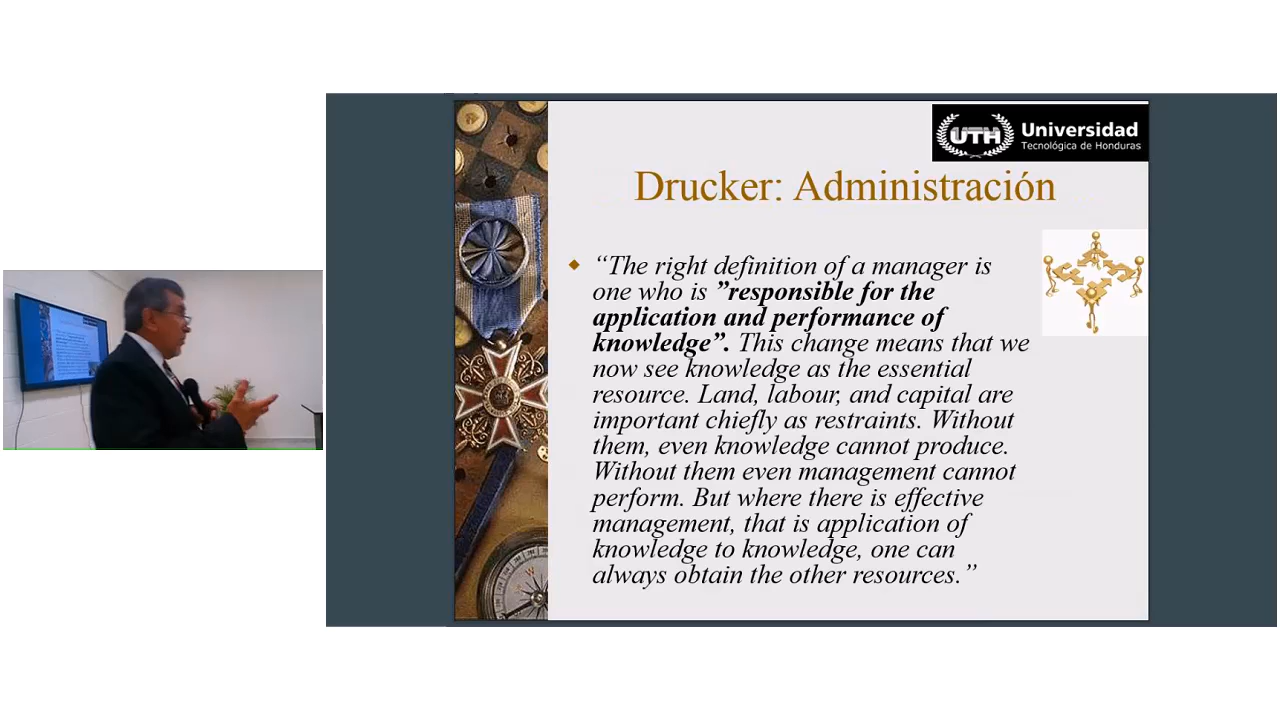 UTH
Universidad
Tecnológica de Honduras
Drucker: Administración
“The right definition of a manager is
one who is ”responsible for the
application and performance of
knowledge”. This change means that we
now see knowledge as the essential
resource. Land, labour, and capital are
important chiefly as restraints. Without
them, even knowledge cannot produce.
Without them even management cannot
perform. But where there is effective
management, that is application of
knowledge to knowledge, one can
always obtain the other resources.”